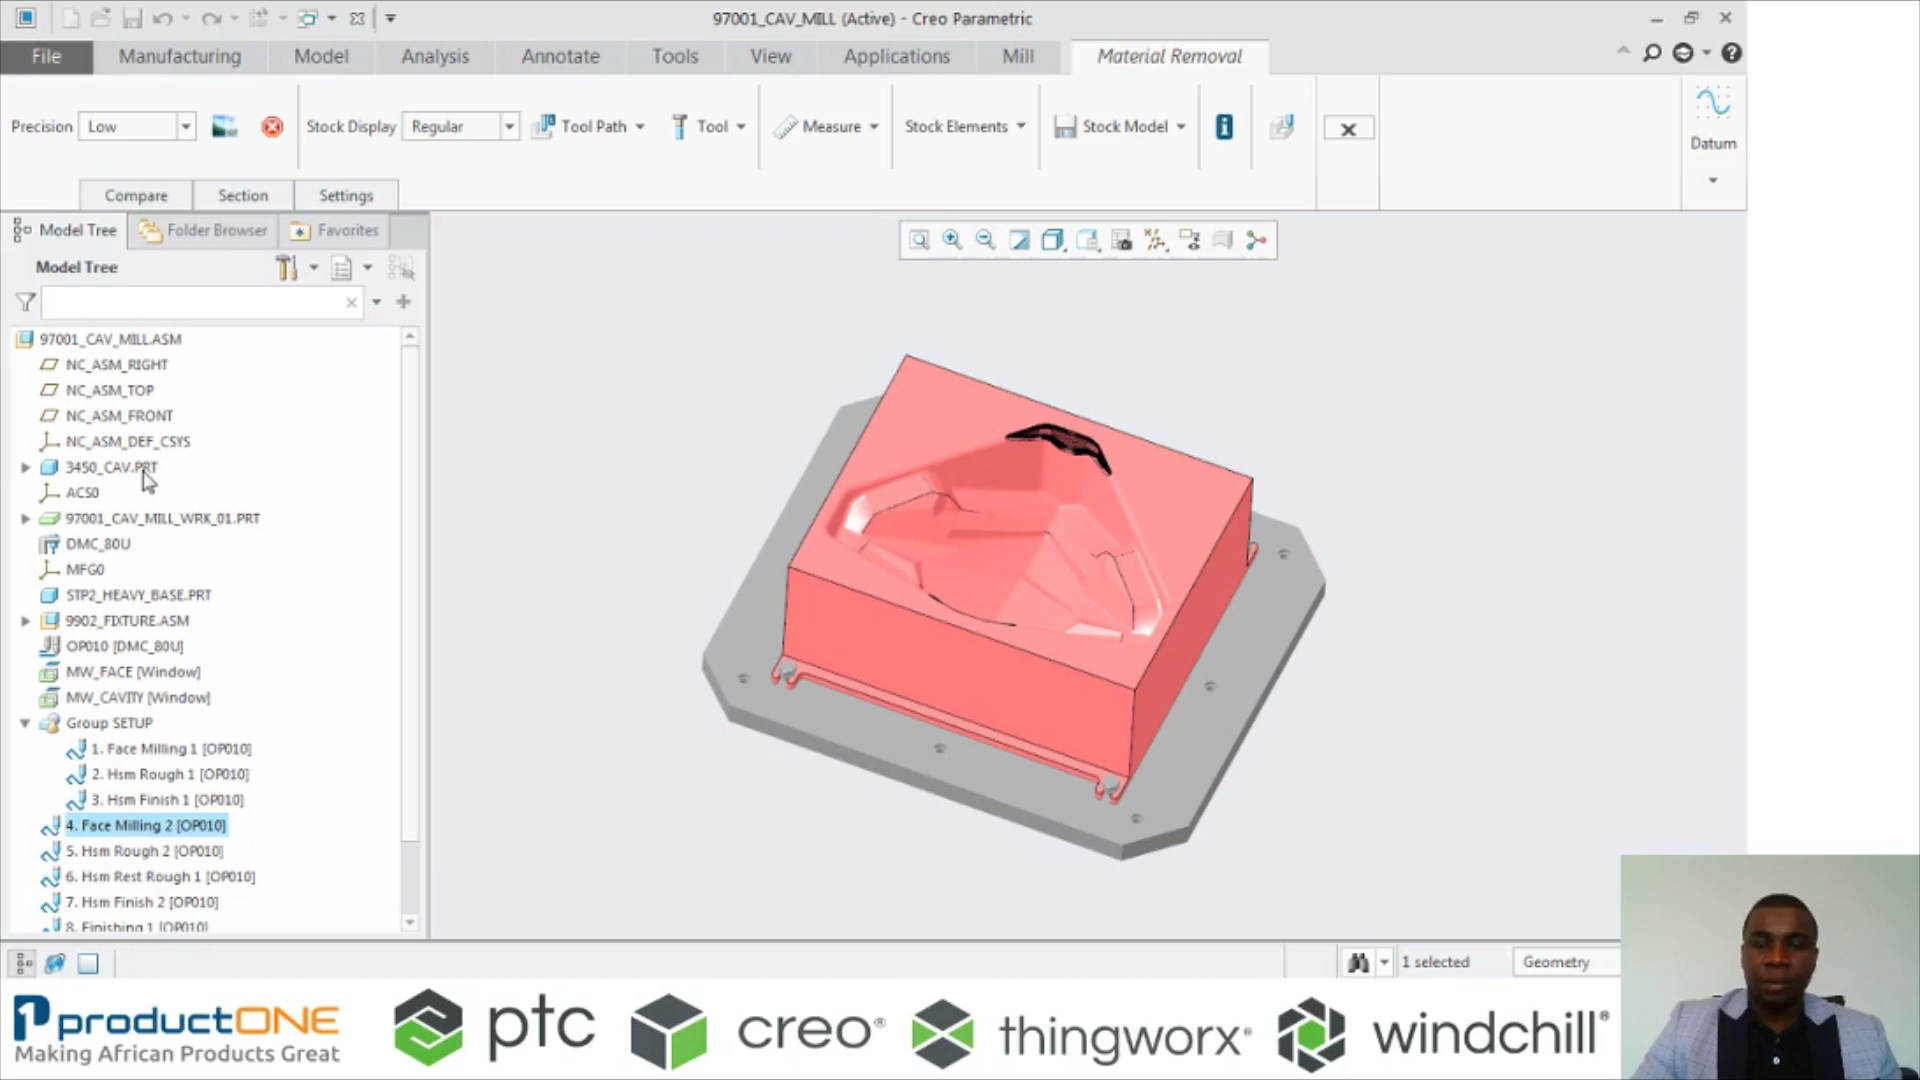 97001_CAV_MILL (Active) - Creo Parametric
File Manufacturing Model Analysis Annotate Tools View Applications Mill Material Removal
Precision Low Stock Display Regular Tool Path Tool Measure Stock Elements Stock Model Datum
Compare Section Settings
Model Tree Folder Browser Favorites
Model Tree
97001_CAV_MILL.ASM
NC_ASM_RIGHT
NC_ASM_TOP
NC_ASM_FRONT
NC_ASM_DEF_CSYS
3450_CAV.PRT
ACS0
97001_CAV_MILL_WRK_01.PRT
DMC_80U
MFG0
STP2_HEAVY_BASE.PRT
9902_FIXTURE.ASM
OP010 [DMC_80U]
MW_FACE [Window]
MW_CAVITY [Window]
Group SETUP
1. Face Milling 1 [OP010]
2. Hsm Rough 1 [OP010]
3. Hsm Finish 1 [OP010]
4. Face Milling 2 [OP010]
5. Hsm Rough 2 [OP010]
6. Hsm Rest Rough 1 [OP010]
7. Hsm Finish 2 [OP010]
8. Finishing 1 [OP010]
1 selected Geometry
productONE
Making African Products Great
ptc
creo®
thingworx®
windchill®